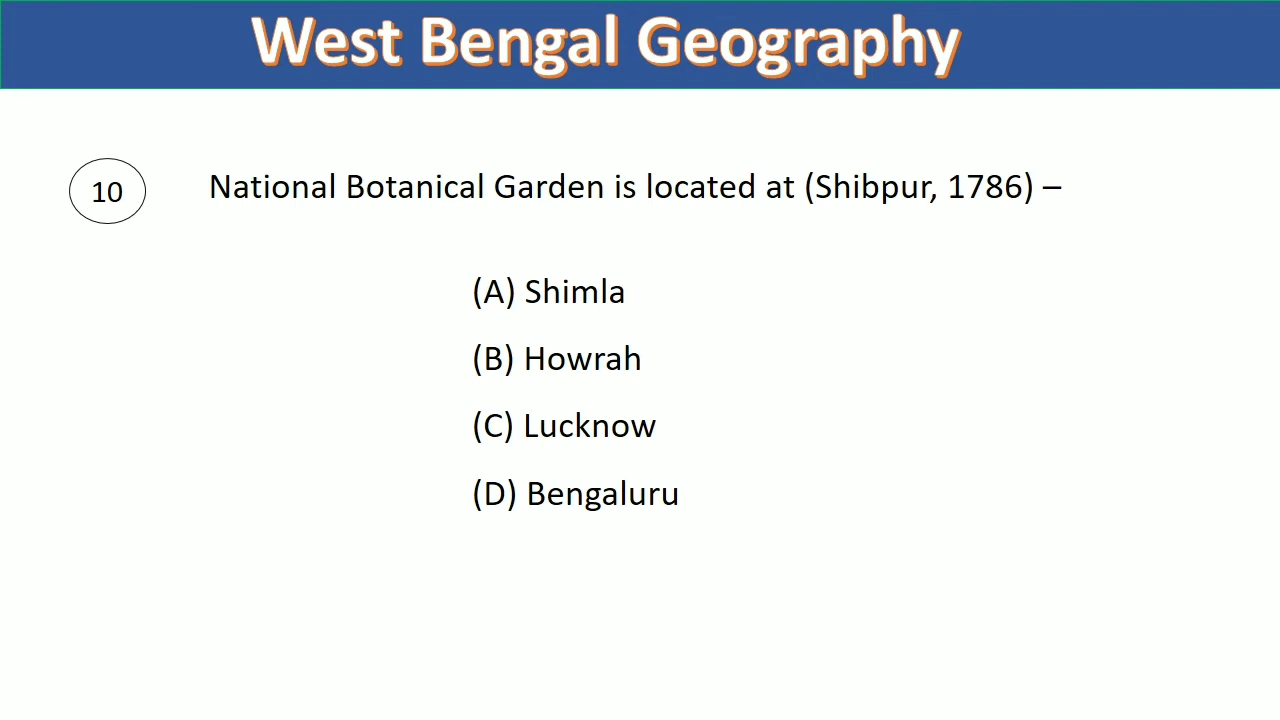 West Bengal Geography
10
National Botanical Garden is located at (Shibpur, 1786) –
(A) Shimla
(B) Howrah
(C) Lucknow
(D) Bengaluru